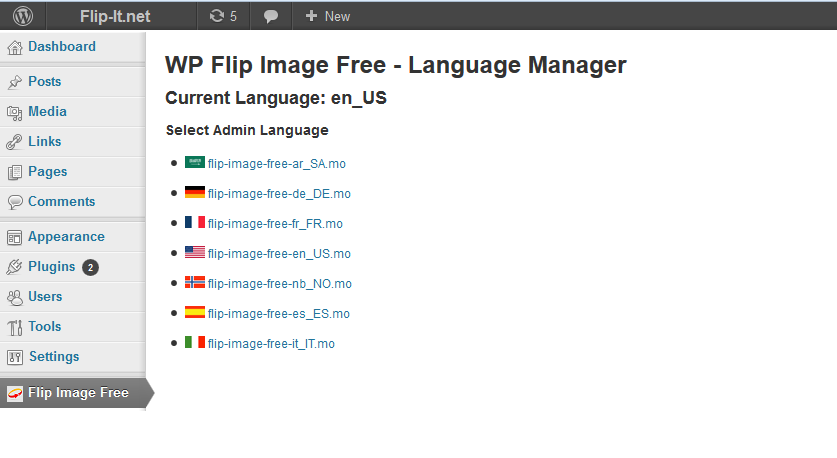 Flip-It.net 5 New
Dashboard
Posts
Media
Links
Pages
Comments
Appearance
Plugins 2
Users
Tools
Settings
Flip Image Free
WP Flip Image Free - Language Manager
Current Language: en_US
Select Admin Language
flip-image-free-ar_SA.mo
flip-image-free-de_DE.mo
flip-image-free-fr_FR.mo
flip-image-free-en_US.mo
flip-image-free-nb_NO.mo
flip-image-free-es_ES.mo
flip-image-free-it_IT.mo